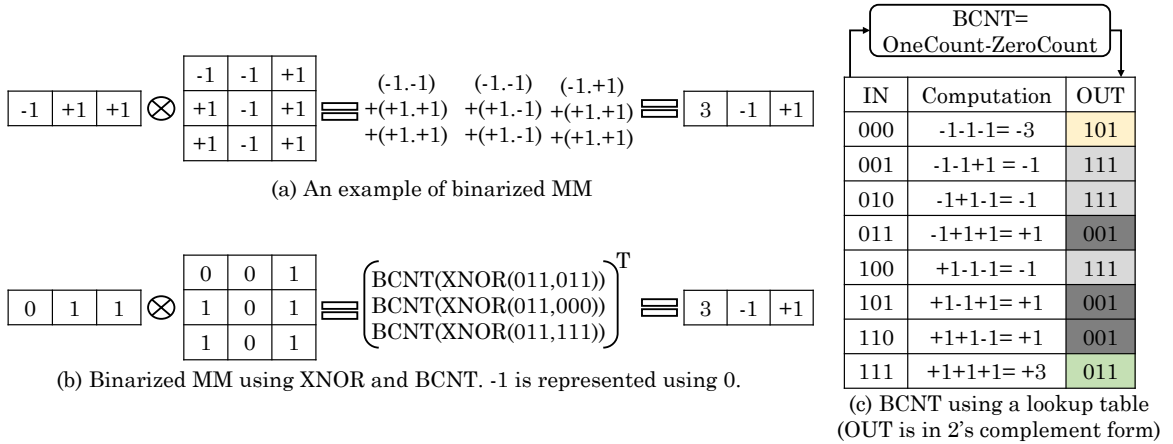 -1 +1 +1 ⊗ = = 3 -1 +1
-1 -1 +1
+1 -1 +1
+1 -1 +1
(-1.-1) (-1.-1) (-1.+1)
+(+1.+1) +(+1.-1) +(+1.+1)
+(+1.+1) +(+1.-1) +(+1.+1)
(a) An example of binarized MM
0 1 1 ⊗ = = 3 -1 +1
0 0 1
1 0 1
1 0 1
T
BCNT(XNOR(011,011))
BCNT(XNOR(011,000))
BCNT(XNOR(011,111))
(b) Binarized MM using XNOR and BCNT. -1 is represented using 0.
BCNT=
OneCount-ZeroCount
IN Computation OUT
000 -1-1-1= -3 101
001 -1-1+1 = -1 111
010 -1+1-1= -1 111
011 -1+1+1= +1 001
100 +1-1-1= -1 111
101 +1-1+1= +1 001
110 +1+1-1= +1 001
111 +1+1+1= +3 011
(c) BCNT using a lookup table
(OUT is in 2's complement form)